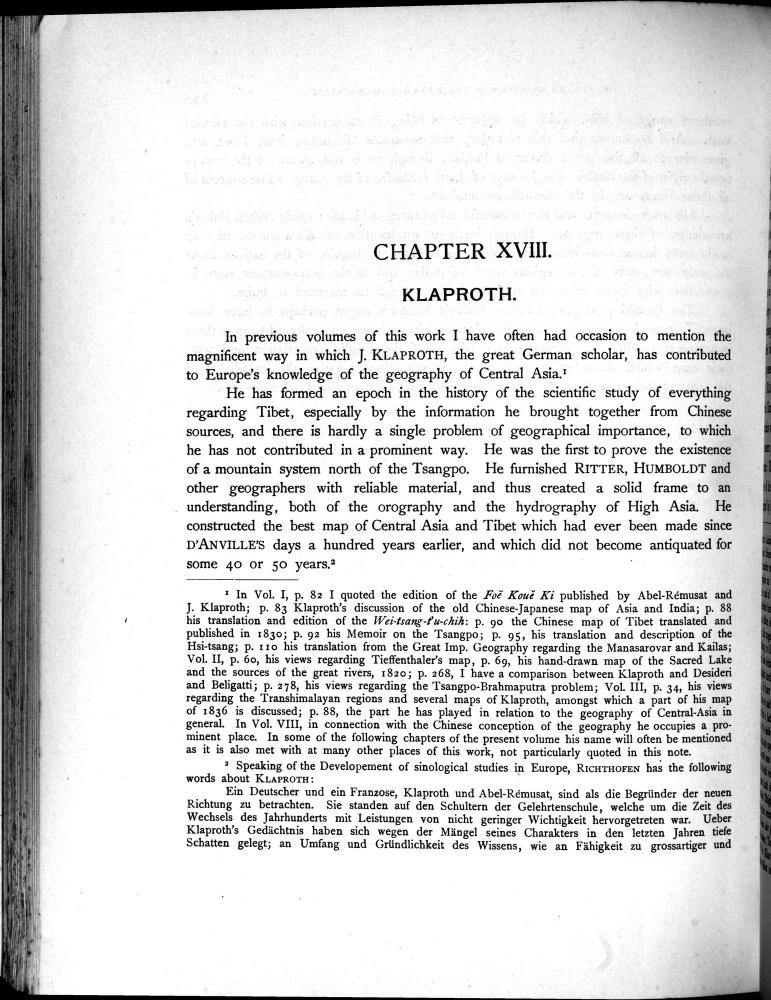 CHAPTER XVIII.
KLAPROTH.
In previous volumes of this work I have often had occasion to mention the
magnificent way in which J. KLAPROTH, the great German scholar, has contributed
to Europe's knowledge of the geography of Central Asia.¹
He has formed an epoch in the history of the scientific study of everything
regarding Tibet, especially by the information he brought together from Chinese
sources, and there is hardly a single problem of geographical importance, to which
he has not contributed in a prominent way. He was the first to prove the existence
of a mountain system north of the Tsangpo. He furnished RITTER, HUMBOLDT and
other geographers with reliable material, and thus created a solid frame to an
understanding, both of the orography and the hydrography of High Asia. He
constructed the best map of Central Asia and Tibet which had ever been made since
D'ANVILLE'S days a hundred years earlier, and which did not become antiquated for
some 40 or 50 years.²
¹ In Vol. I, p. 82 I quoted the edition of the Foĕ Kouĕ Ki published by Abel-Rémusat and
J. Klaproth; p. 83 Klaproth's discussion of the old Chinese-Japanese map of Asia and India; p. 88
his translation and edition of the Wei-tsang-t'u-chih: p. 90 the Chinese map of Tibet translated and
published in 1830; p. 92 his Memoir on the Tsangpo; p. 95, his translation and description of the
Hsi-tsang; p. 110 his translation from the Great Imp. Geography regarding the Manasarovar and Kailas;
Vol. II, p. 60, his views regarding Tieffenthaler's map, p. 69, his hand-drawn map of the Sacred Lake
and the sources of the great rivers, 1820; p. 268, I have a comparison between Klaproth and Desideri
and Beligatti; p. 278, his views regarding the Tsangpo-Brahmaputra problem; Vol. III, p. 34, his views
regarding the Transhimalayan regions and several maps of Klaproth, amongst which a part of his map
of 1836 is discussed; p. 88, the part he has played in relation to the geography of Central-Asia in
general. In Vol. VIII, in connection with the Chinese conception of the geography he occupies a pro-
minent place. In some of the following chapters of the present volume his name will often be mentioned
as it is also met with at many other places of this work, not particularly quoted in this note.
² Speaking of the Developement of sinological studies in Europe, RICHTHOFEN has the following
words about KLAPROTH:
Ein Deutscher und ein Franzose, Klaproth und Abel-Rémusat, sind als die Begründer der neuen
Richtung zu betrachten. Sie standen auf den Schultern der Gelehrtenschule, welche um die Zeit des
Wechsels des Jahrhunderts mit Leistungen von nicht geringer Wichtigkeit hervorgetreten war. Ueber
Klaproth's Gedächtnis haben sich wegen der Mängel seines Charakters in den letzten Jahren tiefe
Schatten gelegt; an Umfang und Gründlichkeit des Wissens, wie an Fähigkeit zu grossartiger und